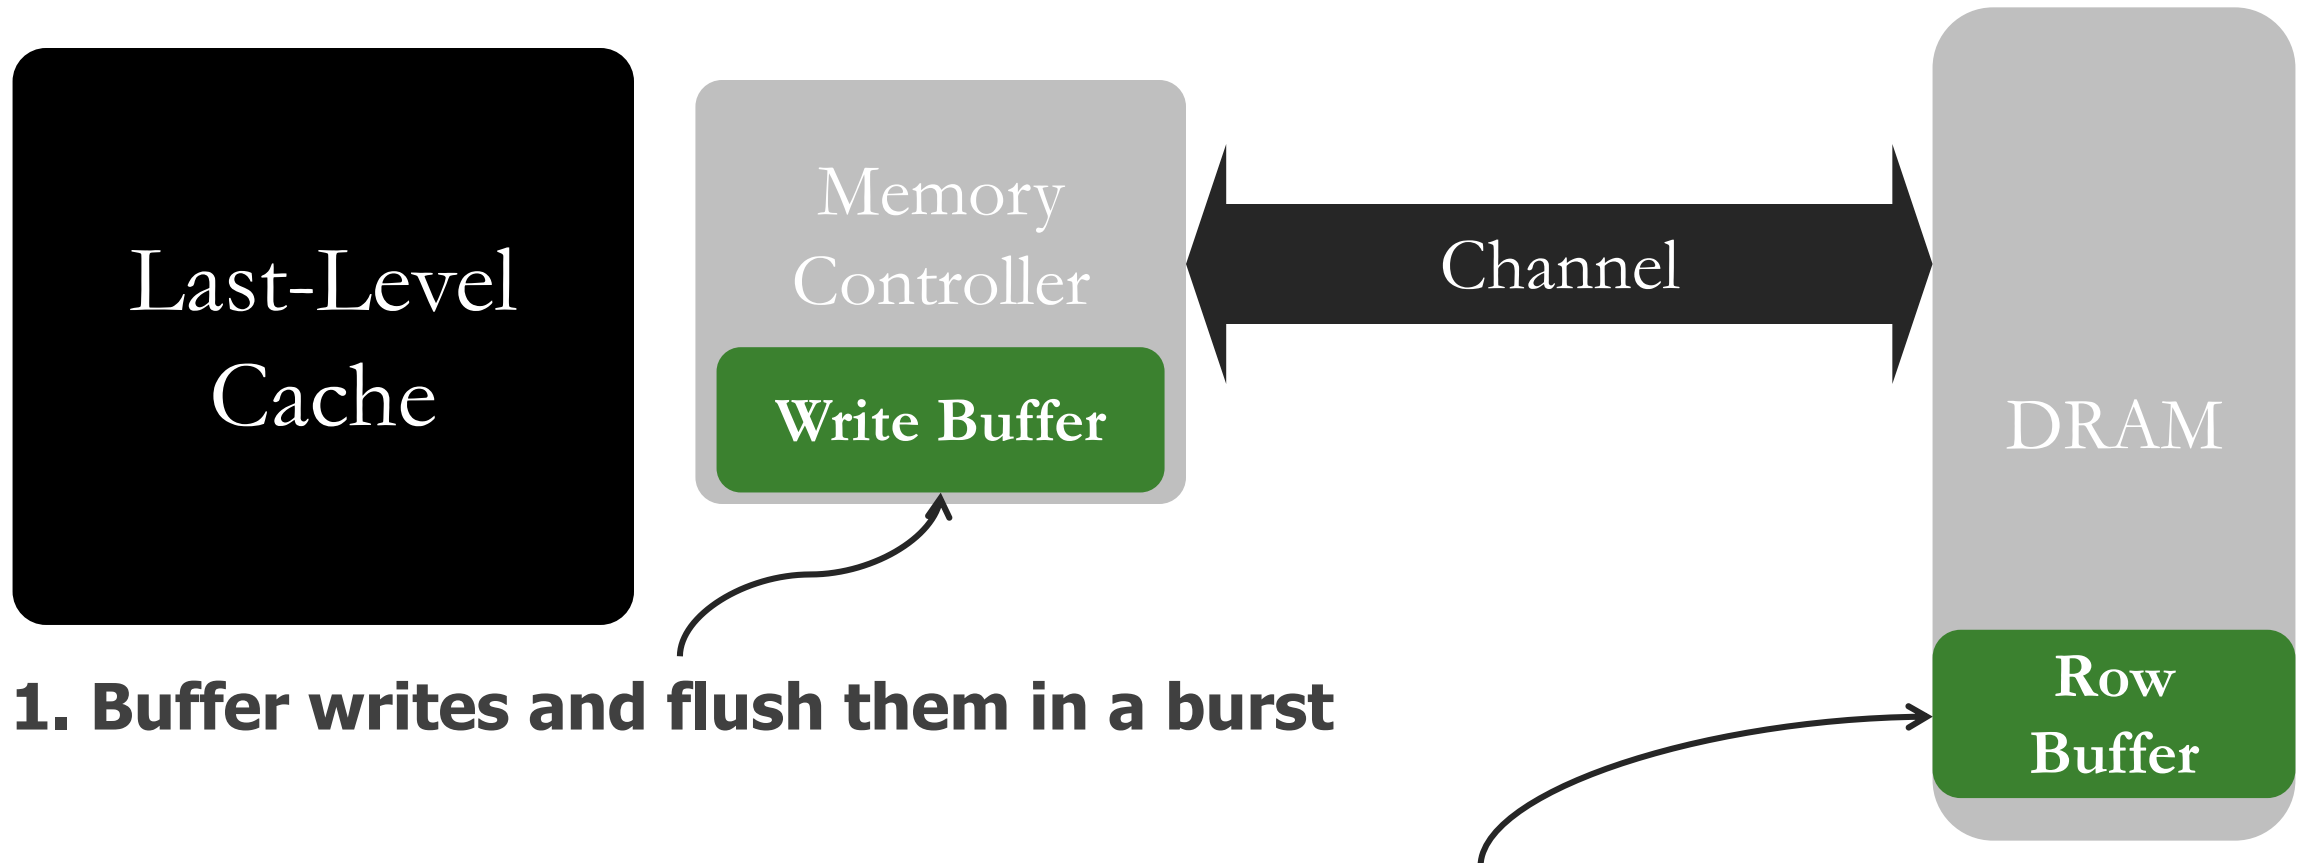 Last-Level
Cache
Memory
Controller
Write Buffer
Channel
DRAM
Row
Buffer
1. Buffer writes and flush them in a burst